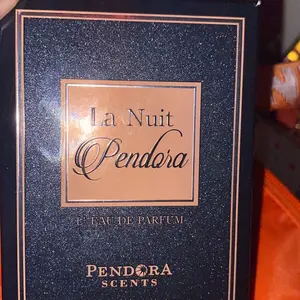 La Nuit
Pendora
L' EAU DE PARFUM
PENDORA
SCENTS